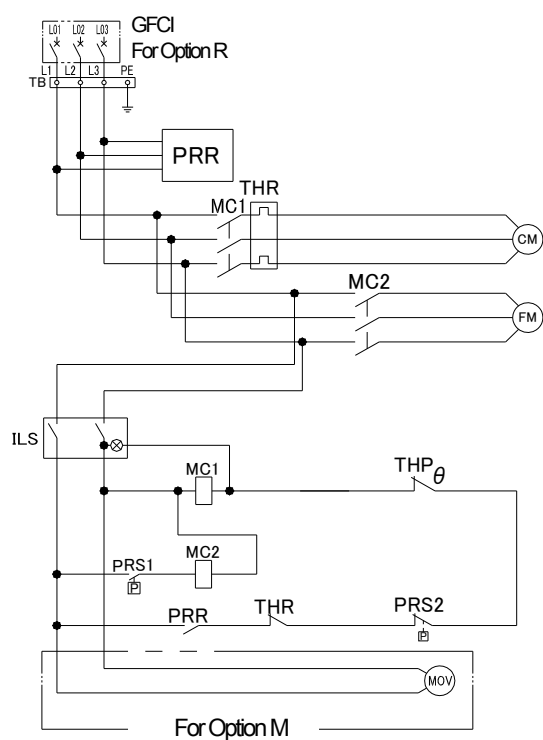 GFCI
L01 L02 L03
For Option R
L1 L2 L3 PE
TB
PRR
THR
MC1
CM
MC2
FM
ILS
MC1
THP θ
MC2
PRS1
P
PRR
THR
PRS2
P
MOV
For Option M